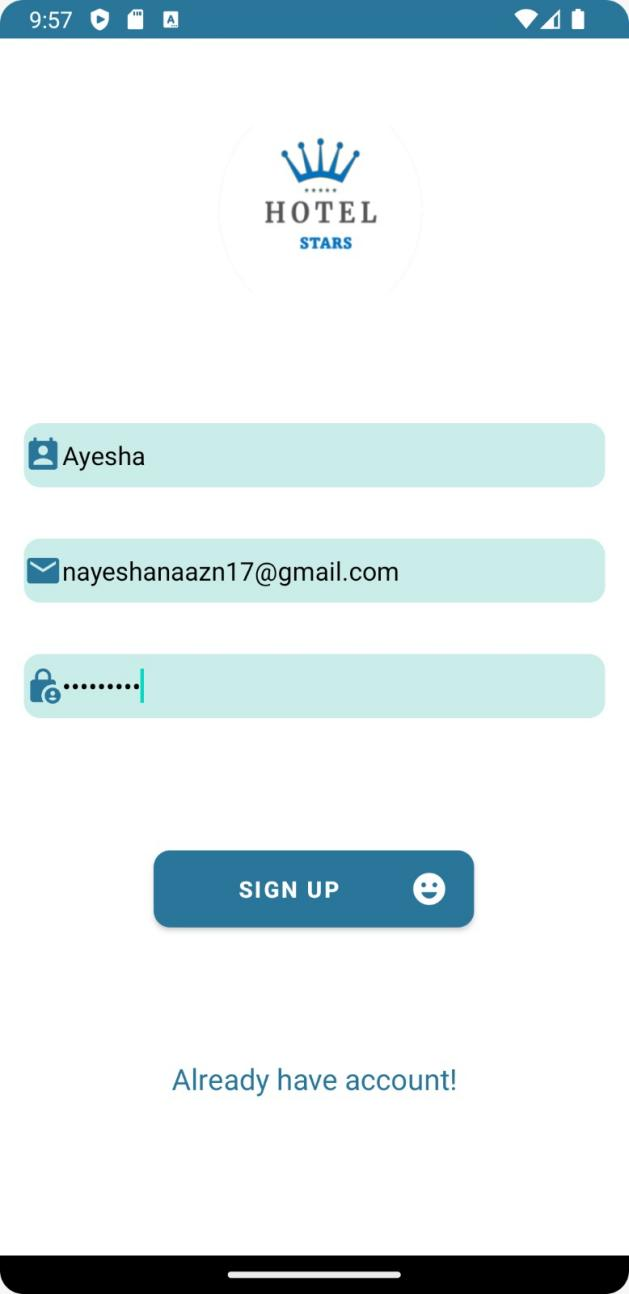 9:57
HOTEL
STARS
Ayesha
nayeshanaazn17@gmail.com
•••••••••
SIGN UP
Already have account!